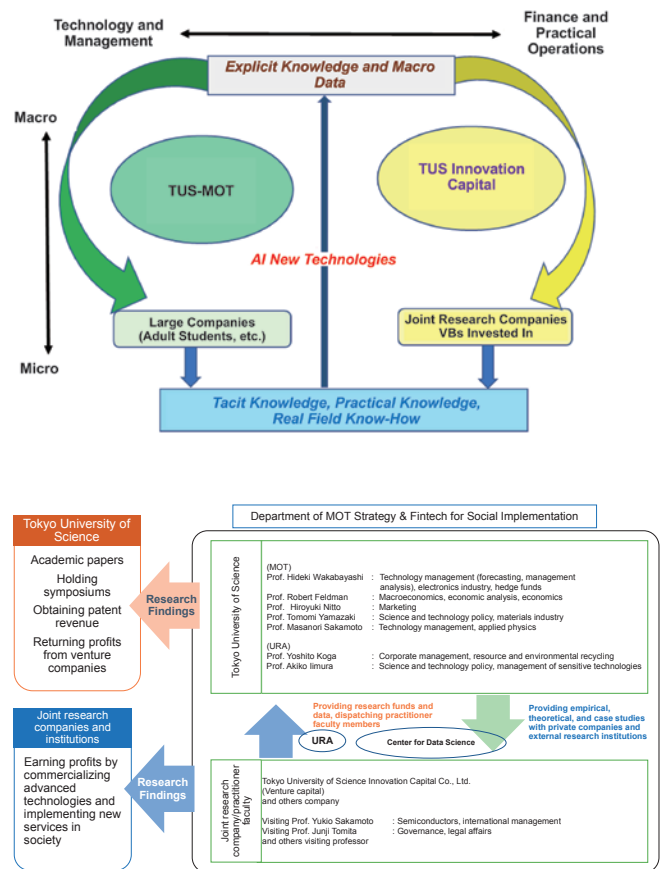 Technology and
Management
Finance and
Practical
Operations
Explicit Knowledge and Macro
Data
Macro
TUS-MOT
TUS Innovation
Capital
AI New Technologies
Large Companies
(Adult Students, etc.)
Joint Research Companies
VBs Invested In
Micro
Tacit Knowledge, Practical Knowledge,
Real Field Know-How
Department of MOT Strategy & Fintech for Social Implementation
Tokyo University of
Science
Academic papers
Holding
symposiums
Obtaining patent
revenue
Returning profits
from venture
companies
Research
Findings
Tokyo University of Science
(MOT)
Prof. Hideki Wakabayashi : Technology management (forecasting, management
analysis), electronics industry, hedge funds
Prof. Robert Feldman : Macroeconomics, economic analysis, economics
Prof. Hiroyuki Nitto : Marketing
Prof. Tomomi Yamazaki : Science and technology policy, materials industry
Prof. Masanori Sakamoto : Technology management, applied physics
(URA)
Prof. Yoshito Koga : Corporate management, resource and environmental recycling
Prof. Akiko Iimura : Science and technology policy, management of sensitive technologies
Providing research funds and
data, dispatching practitioner
faculty members
URA
Center for Data Science
Providing empirical,
theoretical, and case studies
with private companies and
external research institutions
Joint research
companies and
institutions
Earning profits by
commercializing
advanced
technologies and
implementing new
services in
society
Research
Findings
Joint research
company/practitioner
faculty
Tokyo University of Science Innovation Capital Co., Ltd.
(Venture capital)
and others company
Visiting Prof. Yukio Sakamoto : Semiconductors, international management
Visiting Prof. Junji Tomita : Governance, legal affairs
and others visiting professor